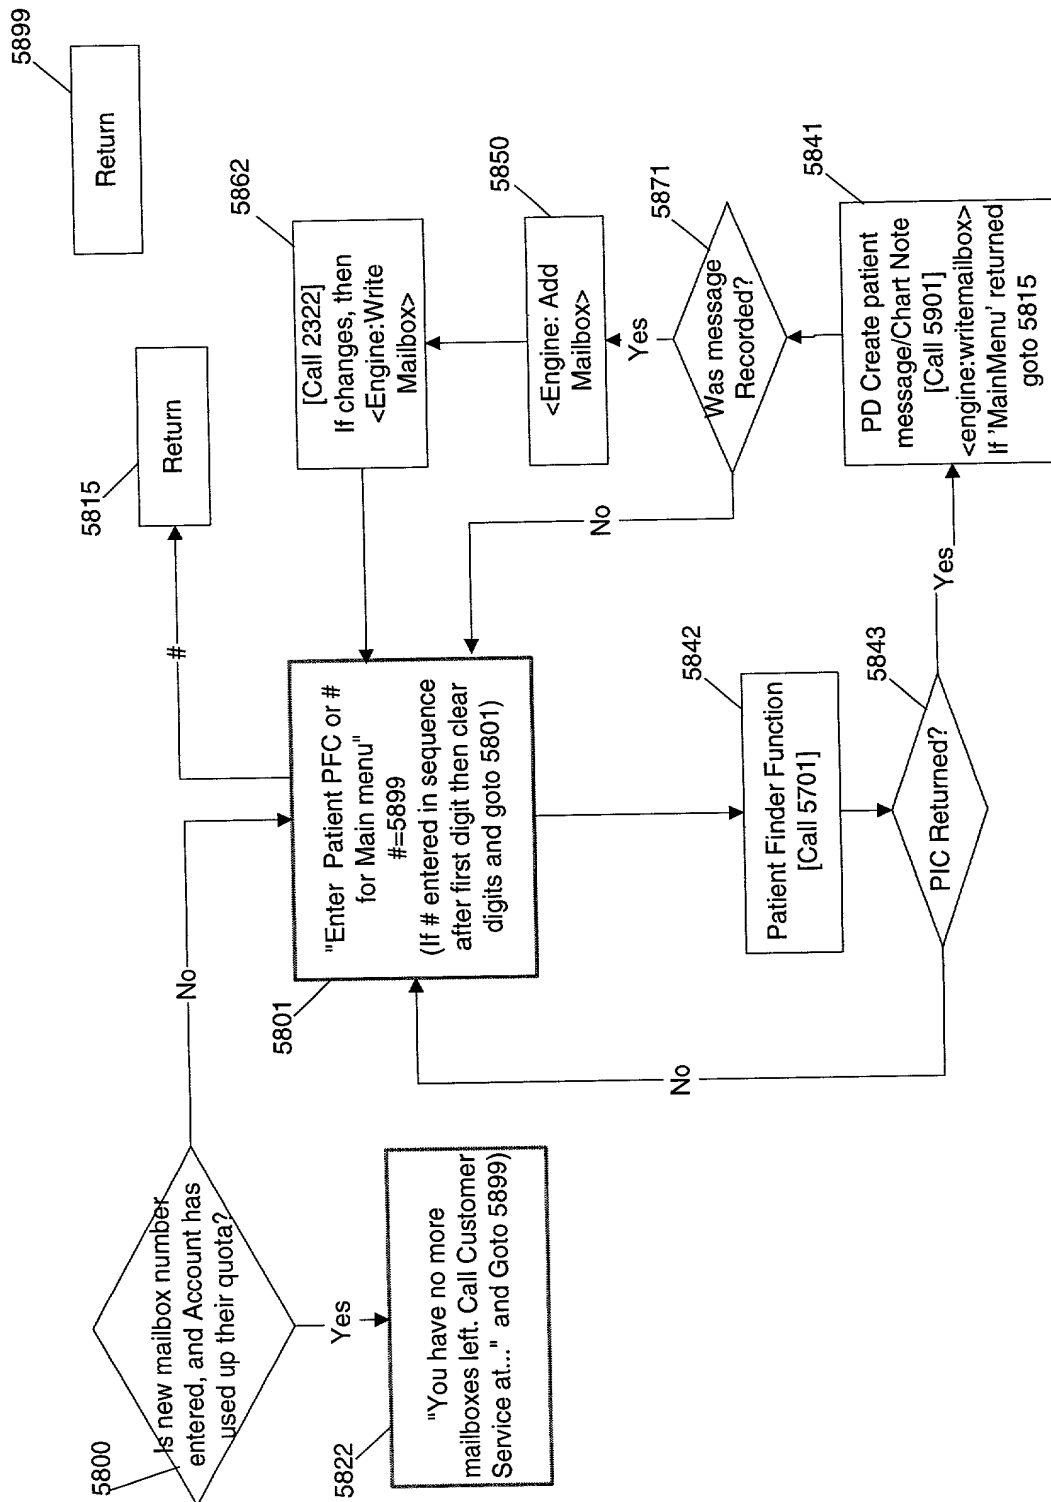 5800
Is new mailbox number
entered, and Account has
used up their quota?
No
Yes
5822
"You have no more
mailboxes left. Call Customer
Service at..." and Goto 5899)
5801
"Enter Patient PFC or #
for Main menu"
#=5899
(If # entered in sequence
after first digit then clear
digits and goto 5801)
#
5815
Return
5899
Return
5862
[Call 2322]
If changes, then
<Engine:Write
Mailbox>
5850
<Engine: Add
Mailbox>
Yes
5871
Was message
Recorded?
No
5842
Patient Finder Function
[Call 5701]
5843
PIC Returned?
No
Yes
5841
PD Create patient
message/Chart Note
[Call 5901]
<engine:writemailbox>
If 'MainMenu' returned
goto 5815